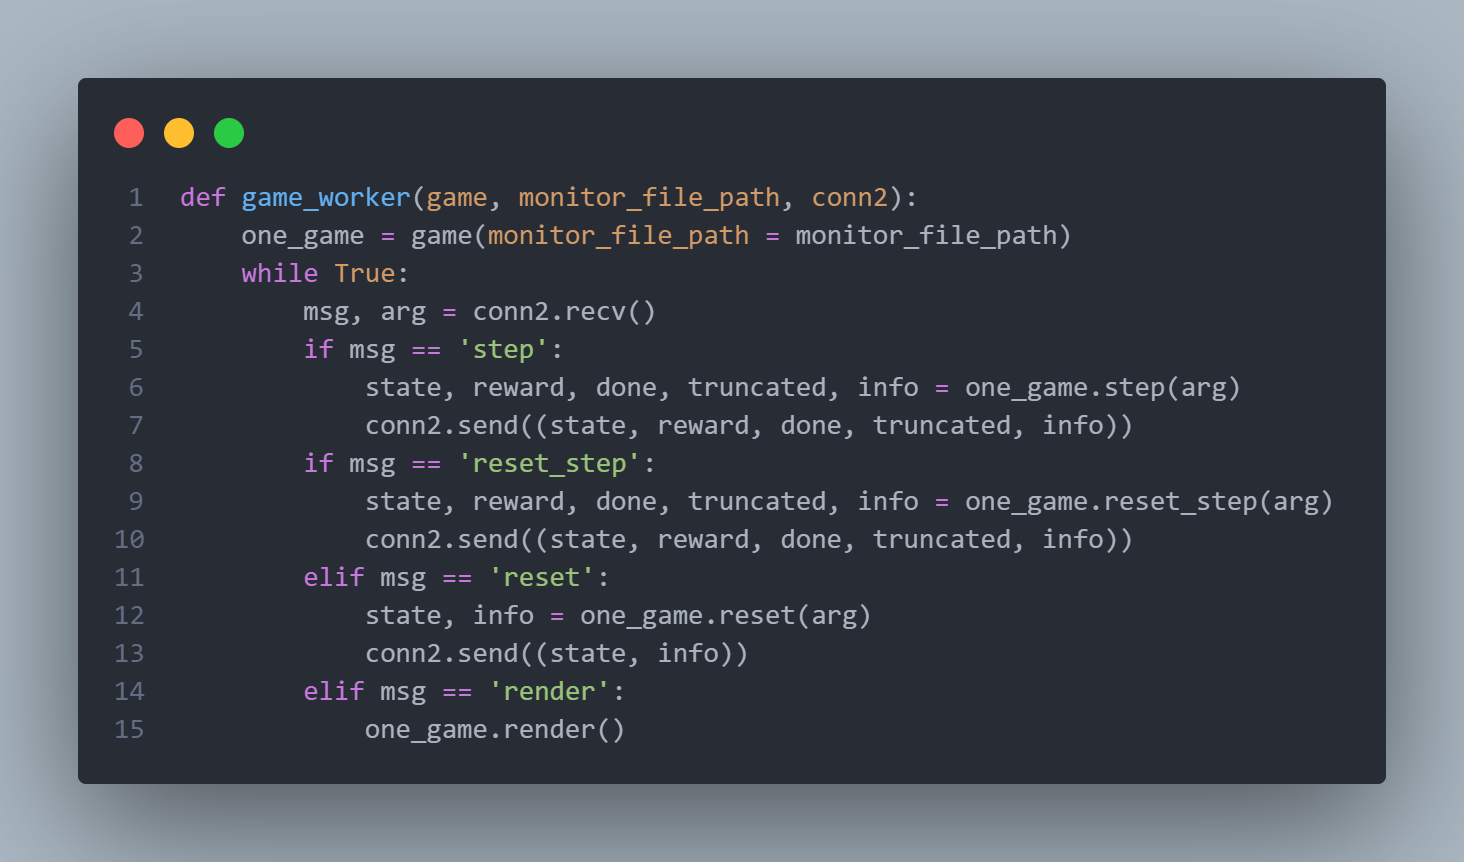 1 def game_worker(game, monitor_file_path, conn2):
2     one_game = game(monitor_file_path = monitor_file_path)
3     while True:
4         msg, arg = conn2.recv()
5         if msg == 'step':
6             state, reward, done, truncated, info = one_game.step(arg)
7             conn2.send((state, reward, done, truncated, info))
8         if msg == 'reset_step':
9             state, reward, done, truncated, info = one_game.reset_step(arg)
10             conn2.send((state, reward, done, truncated, info))
11         elif msg == 'reset':
12             state, info = one_game.reset(arg)
13             conn2.send((state, info))
14         elif msg == 'render':
15             one_game.render()